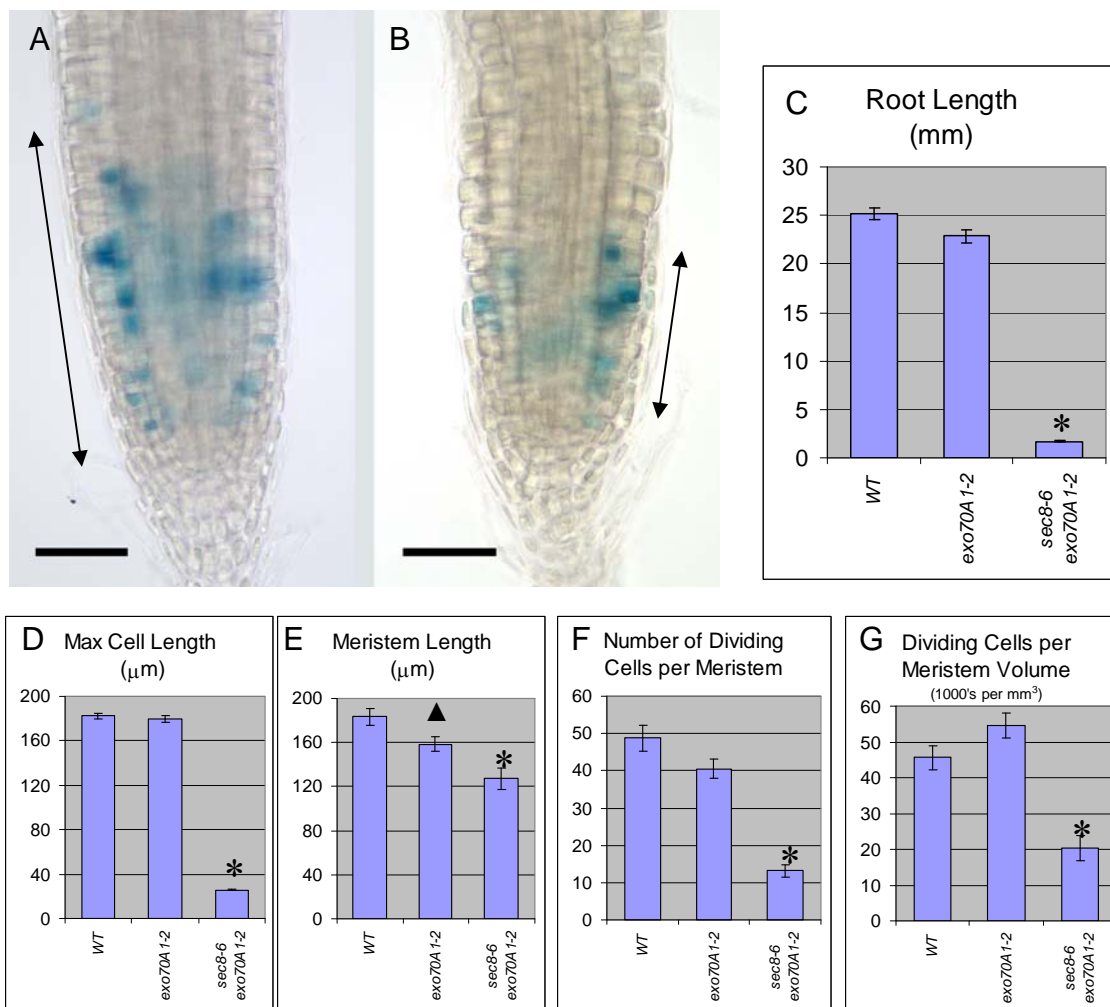 A
B
C Root Length
(mm)
30
25
20
15
10
5
0
*
WT
exo70A1-2
sec8-6
exo70A1-2
D Max Cell Length
(μm)
200
180
160
120
80
40
0
*
WT
exo70A1-2
sec8-6
exo70A1-2
E Meristem Length
(μm)
200
180
160
120
80
40
0
▲
*
WT
exo70A1-2
sec8-6
exo70A1-2
F Number of Dividing
Cells per Meristem
60
50
40
30
20
10
0
*
WT
exo70A1-2
sec8-6
exo70A1-2
G Dividing Cells per
Meristem Volume
(1000's per mm³)
60
50
40
30
20
10
0
*
WT
exo70A1-2
sec8-6
exo70A1-2